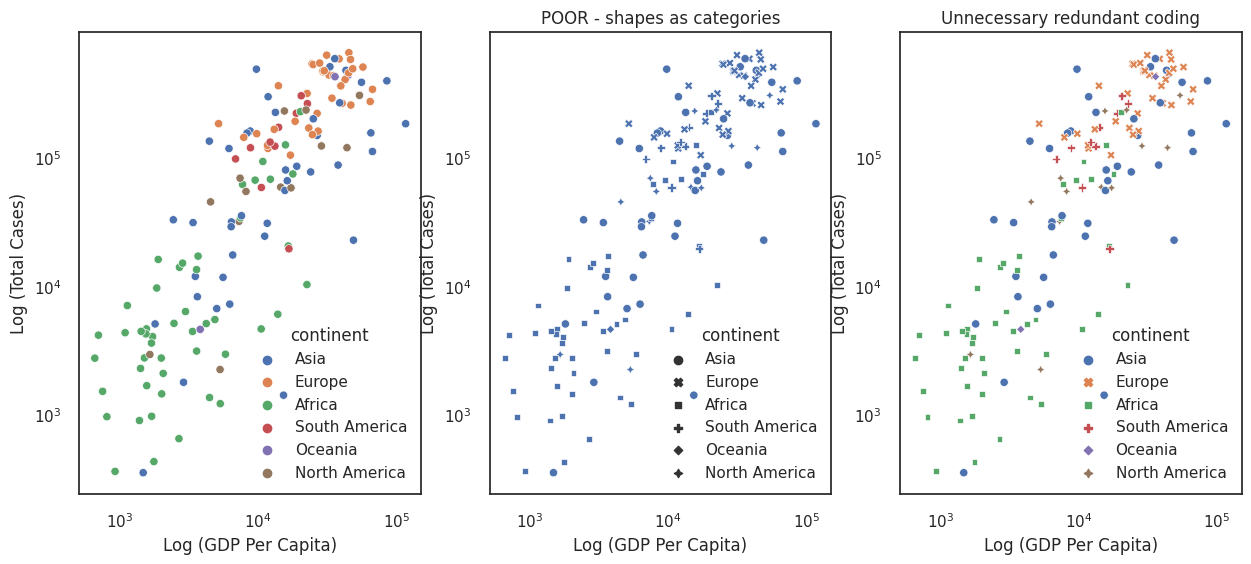 POOR - shapes as categories
Unnecessary redundant coding
Log (Total Cases)
10^5
10^4
10^3
continent
Asia
Europe
Africa
South America
Oceania
North America
10^3 10^4 10^5
Log (GDP Per Capita)
Log (Total Cases)
10^5
10^4
10^3
continent
Asia
Europe
Africa
South America
Oceania
North America
10^3 10^4 10^5
Log (GDP Per Capita)
Log (Total Cases)
10^5
10^4
10^3
continent
Asia
Europe
Africa
South America
Oceania
North America
10^3 10^4 10^5
Log (GDP Per Capita)